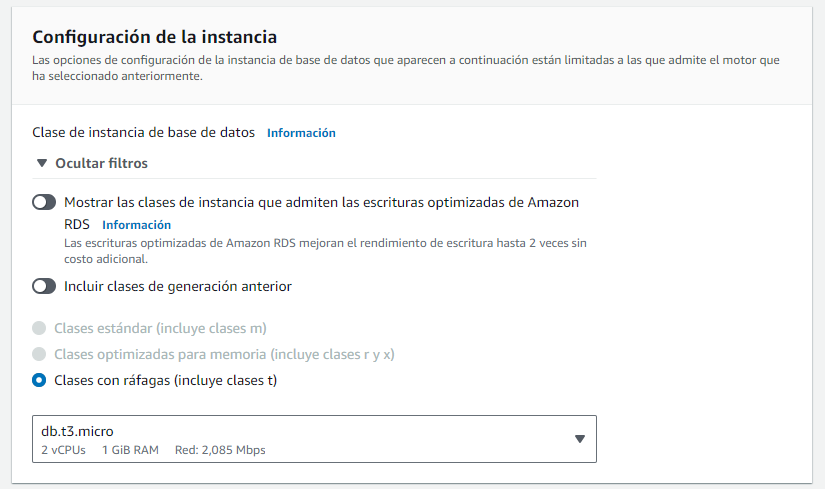 Configuración de la instancia
Las opciones de configuración de la instancia de base de datos que aparecen a continuación están limitadas a las que admite el motor que
ha seleccionado anteriormente.
Clase de instancia de base de datos Información
Ocultar filtros
Mostrar las clases de instancia que admiten las escrituras optimizadas de Amazon
RDS Información
Las escrituras optimizadas de Amazon RDS mejoran el rendimiento de escritura hasta 2 veces sin
costo adicional.
Incluir clases de generación anterior
Clases estándar (incluye clases m)
Clases optimizadas para memoria (incluye clases r y x)
Clases con ráfagas (incluye clases t)
db.t3.micro
2 vCPUs 1 GiB RAM Red: 2,085 Mbps